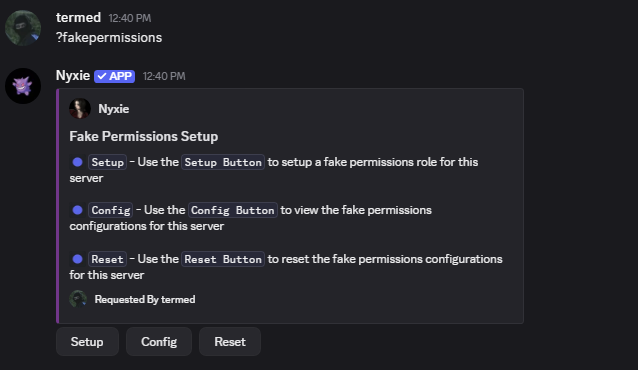 termed 12:40 PM
?fakepermissions
Nyxie ✓ APP 12:40 PM
Nyxie
Fake Permissions Setup
Setup - Use the Setup Button to setup a fake permissions role for this
server
Config - Use the Config Button to view the fake permissions
configurations for this server
Reset - Use the Reset Button to reset the fake permissions configurations
for this server
Requested By termed
Setup Config Reset